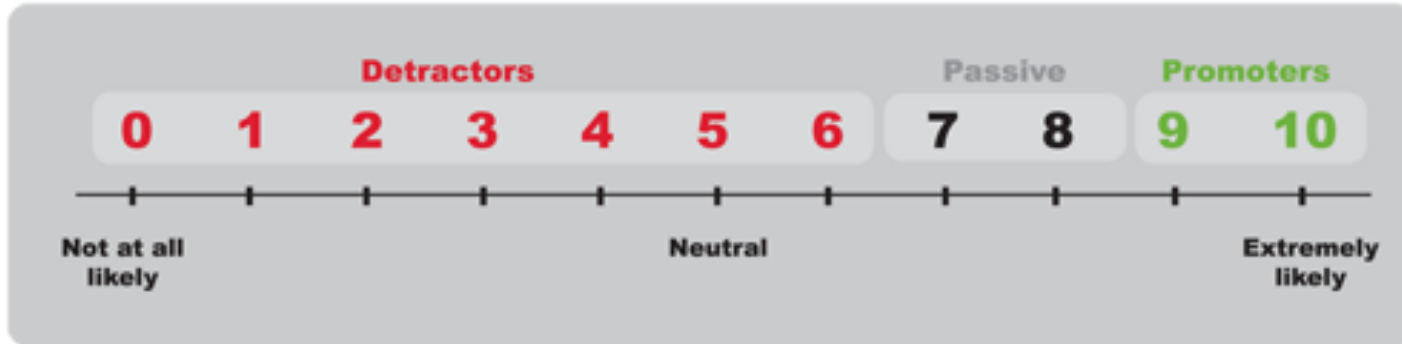 Detractors Passive Promoters
0 1 2 3 4 5 6 7 8 9 10
Not at all Neutral Extremely
likely likely